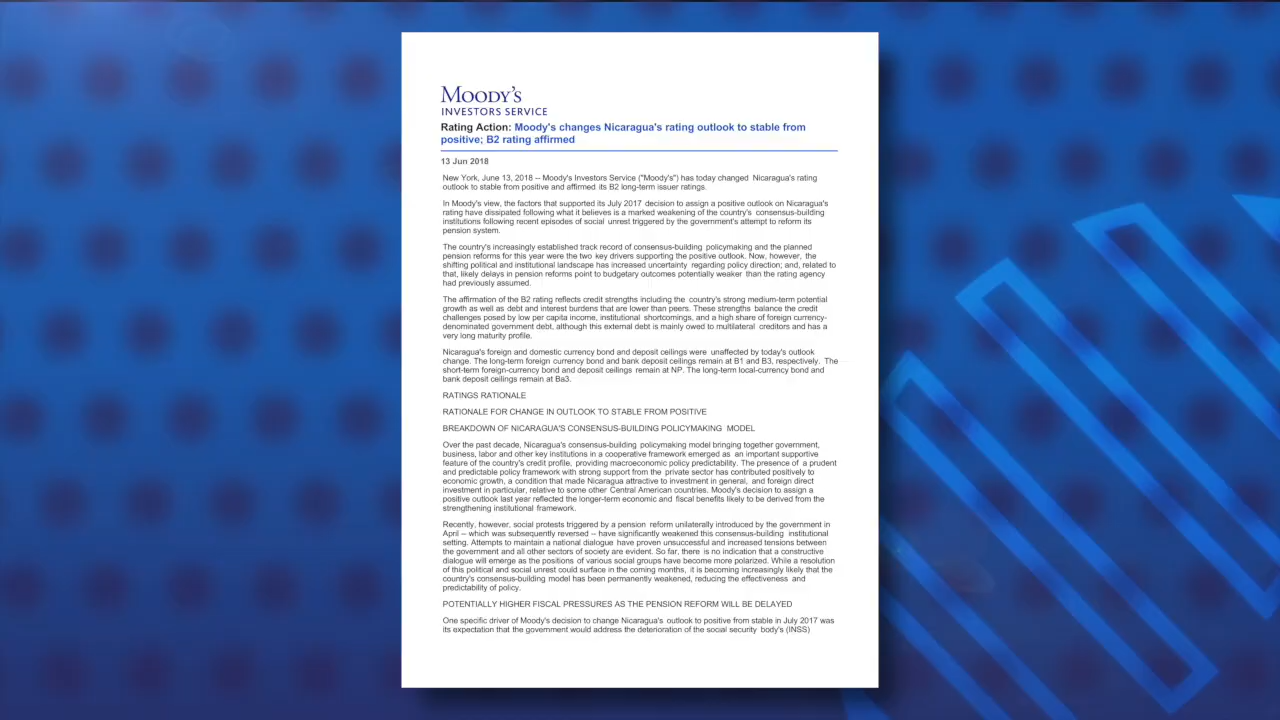 MOODY'S
INVESTORS SERVICE
Rating Action: Moody's changes Nicaragua's rating outlook to stable from
positive; B2 rating affirmed
13 Jun 2018
New York, June 13, 2018 -- Moody's Investors Service ("Moody's") has today changed Nicaragua's rating
outlook to stable from positive and affirmed its B2 long-term issuer ratings.
In Moody's view, the factors that supported its July 2017 decision to assign a positive outlook on Nicaragua's
rating have dissipated following what it believes is a marked weakening of the country's consensus-building
institutions following recent episodes of social unrest triggered by the government's attempt to reform its
pension system.
The country's increasingly established track record of consensus-building policymaking and the planned
pension reforms for this year were the two key drivers supporting the positive outlook. Now, however, the
shifting political and institutional landscape has increased uncertainty regarding policy direction; and, related to
that, likely delays in pension reforms point to budgetary outcomes potentially weaker than the rating agency
had previously assumed.
The affirmation of the B2 rating reflects credit strengths including the country's strong medium-term potential
growth as well as debt and interest burdens that are lower than peers. These strengths balance the credit
challenges posed by low per capita income, institutional shortcomings, and a high share of foreign currency-
denominated government debt, although this external debt is mainly owed to multilateral creditors and has a
very long maturity profile.
Nicaragua's foreign and domestic currency bond and deposit ceilings were unaffected by today's outlook
change. The long-term foreign currency bond and bank deposit ceilings remain at B1 and B3, respectively. The
short-term foreign-currency bond and deposit ceilings remain at NP. The long-term local-currency bond and
bank deposit ceilings remain at Ba3.
RATINGS RATIONALE
RATIONALE FOR CHANGE IN OUTLOOK TO STABLE FROM POSITIVE
BREAKDOWN OF NICARAGUA'S CONSENSUS-BUILDING POLICYMAKING MODEL
Over the past decade, Nicaragua's consensus-building policymaking model bringing together government,
business, labor and other key institutions in a cooperative framework emerged as an important supportive
feature of the country's credit profile, providing macroeconomic policy predictability. The presence of a prudent
and predictable policy framework with strong support from the private sector has contributed positively to
economic growth, a condition that made Nicaragua attractive to investment in general, and foreign direct
investment in particular, relative to some other Central American countries. Moody's decision to assign a
positive outlook last year reflected the longer-term economic and fiscal benefits likely to be derived from the
strengthening institutional framework.
Recently, however, social protests triggered by a pension reform unilaterally introduced by the government in
April -- which was subsequently reversed -- have significantly weakened this consensus-building institutional
setting. Attempts to maintain a national dialogue have proven unsuccessful and increased tensions between
the government and all other sectors of society are evident. So far, there is no indication that a constructive
dialogue will emerge as the positions of various social groups have become more polarized. While a resolution
of this political and social unrest could surface in the coming months, it is becoming increasingly likely that the
country's consensus-building model has been permanently weakened, reducing the effectiveness and
predictability of policy.
POTENTIALLY HIGHER FISCAL PRESSURES AS THE PENSION REFORM WILL BE DELAYED
One specific driver of Moody's decision to change Nicaragua's outlook to positive from stable in July 2017 was
its expectation that the government would address the deterioration of the social security body's (INSS)